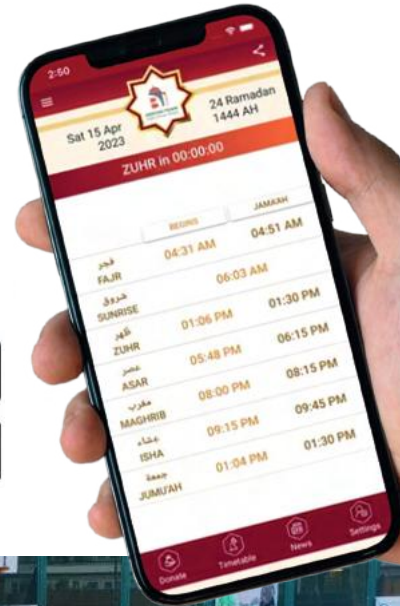 2:50
Sat 15 Apr
2023
24 Ramadan
1444 AH
ZUHR in 00:00:00
BEGINS JAMAAH
فجر
FAJR 04:31 AM 04:51 AM
شروق
SUNRISE 06:03 AM
ظهر
ZUHR 01:06 PM 01:30 PM
عصر
ASAR 05:48 PM 06:15 PM
مغرب
MAGHRIB 08:00 PM 08:15 PM
عشاء
ISHA 09:15 PM 09:45 PM
جمعة
JUMU'AH 01:04 PM 01:30 PM
Donate Timetable News Settings